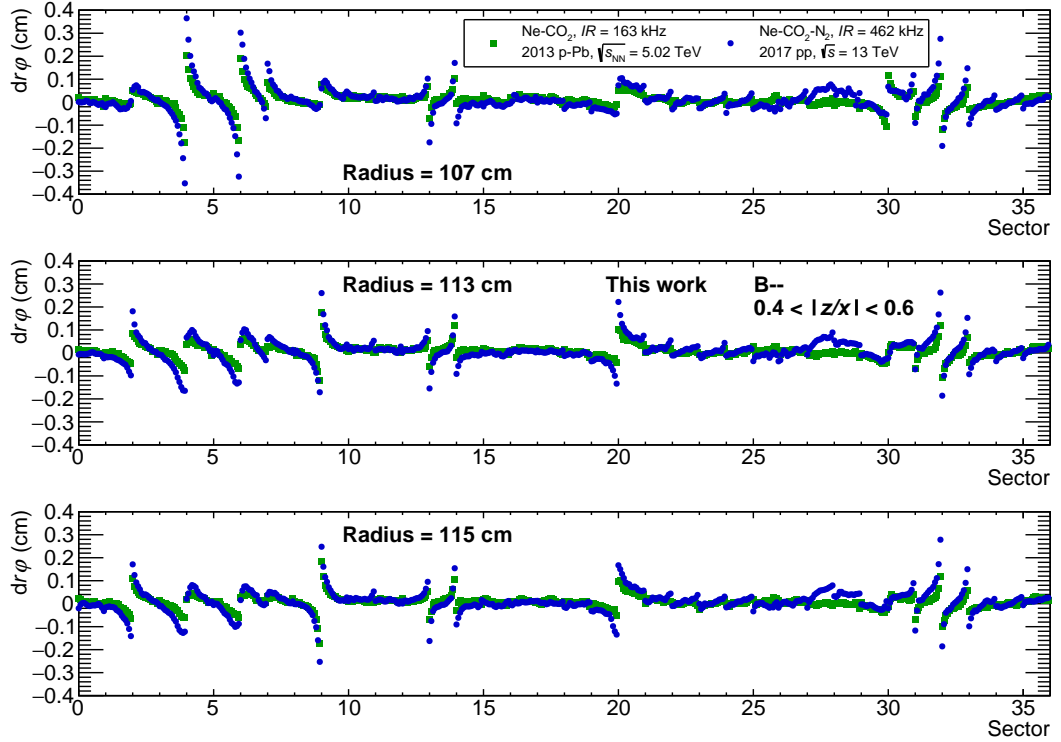 Ne-CO2, IR = 163 kHz
2013 p-Pb, √sNN = 5.02 TeV
Ne-CO2-N2, IR = 462 kHz
2017 pp, √s = 13 TeV
drφ (cm)
0.4
0.3
0.2
0.1
0
−0.1
−0.2
−0.3
−0.4
Radius = 107 cm
0 5 10 15 20 25 30 35
Sector
drφ (cm)
0.4
0.3
0.2
0.1
0
−0.1
−0.2
−0.3
−0.4
Radius = 113 cm
This work
B--
0.4 < |z/x| < 0.6
0 5 10 15 20 25 30 35
Sector
drφ (cm)
0.4
0.3
0.2
0.1
0
−0.1
−0.2
−0.3
−0.4
Radius = 115 cm
0 5 10 15 20 25 30 35
Sector